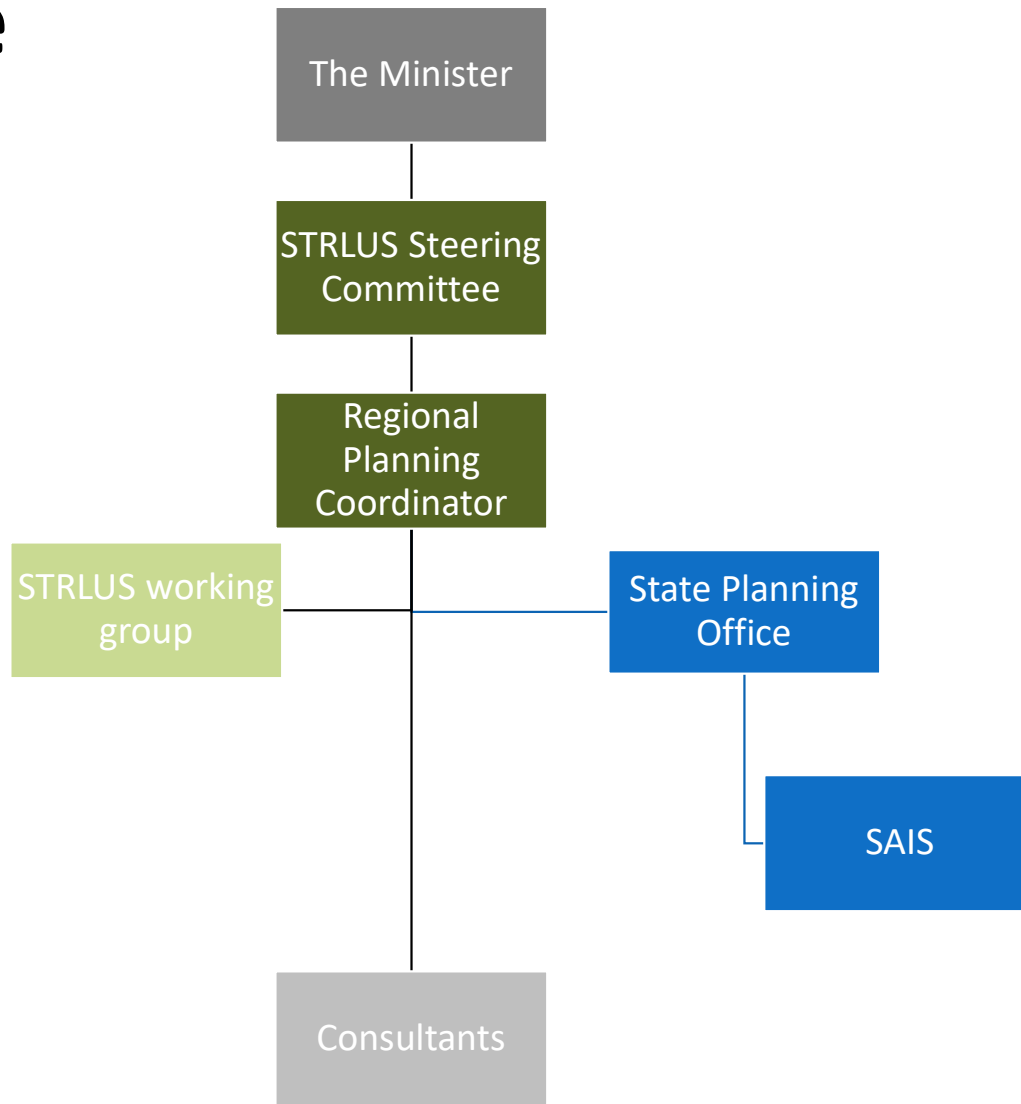 e
The Minister
STRLUS Steering
Committee
Regional
Planning
Coordinator
STRLUS working
group
State Planning
Office
SAIS
Consultants